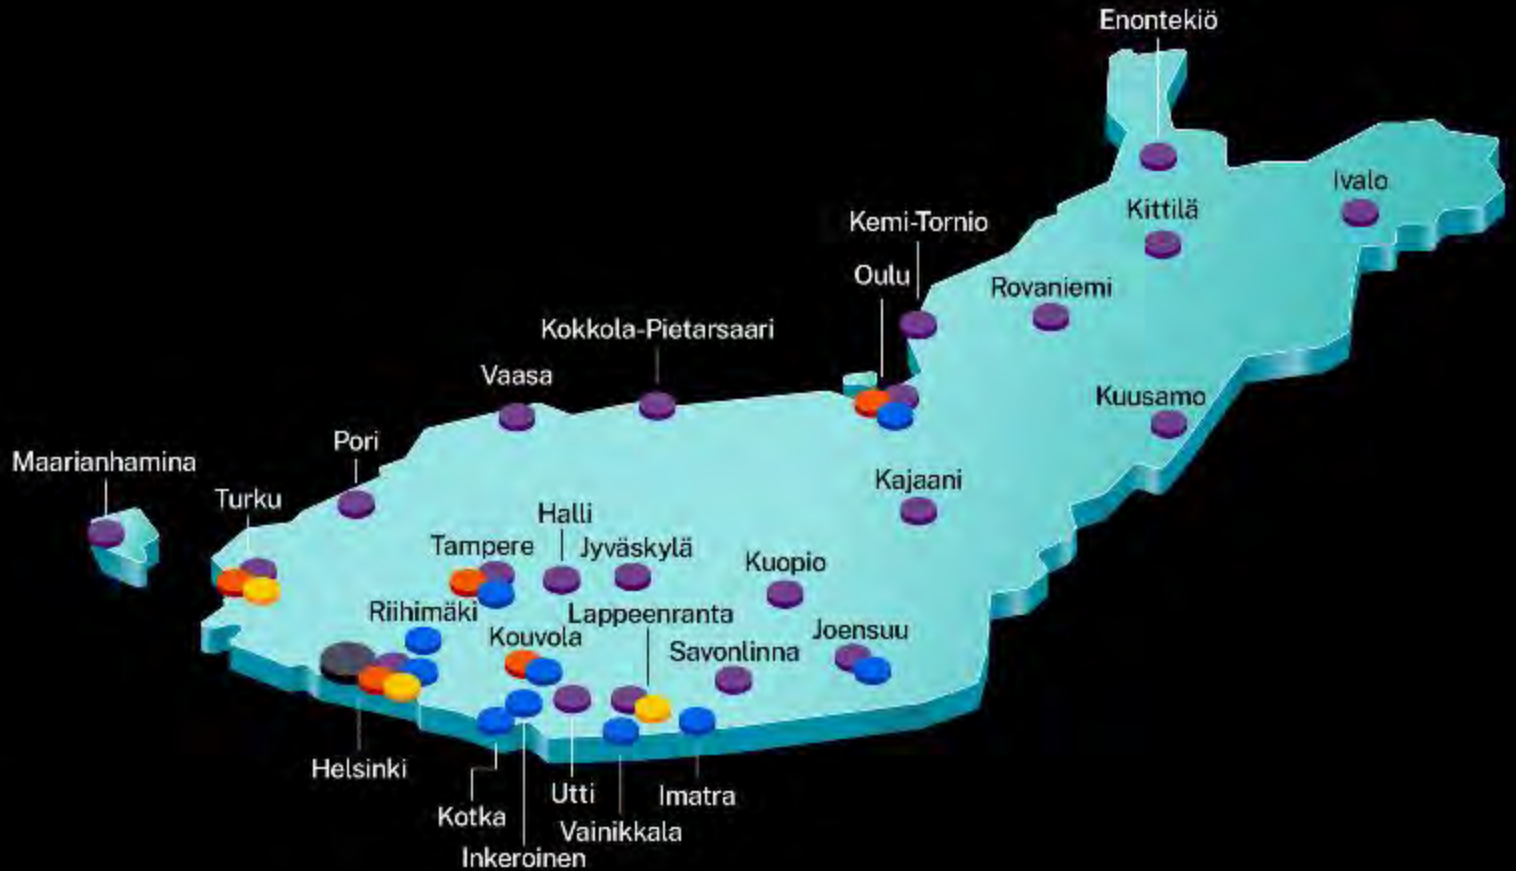 Enontekiö
Ivalo
Kittilä
Kemi-Tornio
Oulu
Rovaniemi
Kokkola-Pietarsaari
Vaasa
Kuusamo
Pori
Maarianhamina
Turku
Kajaani
Halli
Tampere
Jyväskylä
Kuopio
Riihimäki
Lappeenranta
Kouvola
Joensuu
Savonlinna
Helsinki
Utti
Imatra
Kotka
Vainikkala
Inkeroinen